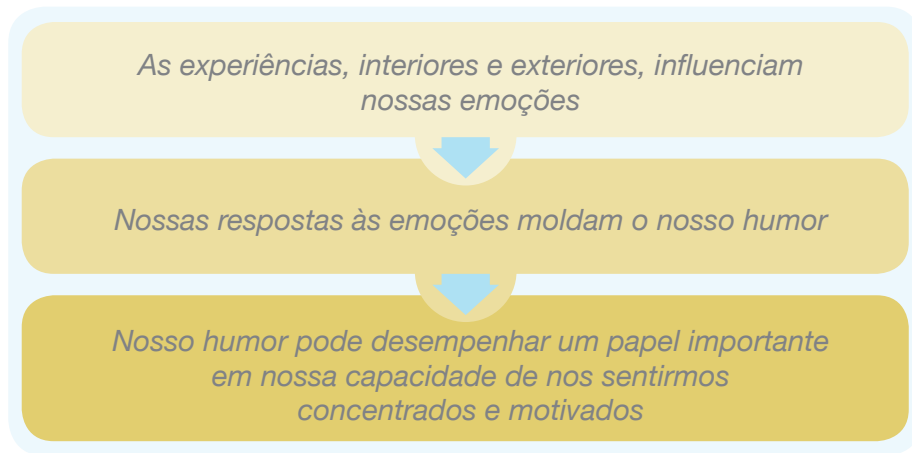 As experiências, interiores e exteriores, influenciam
nossas emoções
Nossas respostas às emoções moldam o nosso humor
Nosso humor pode desempenhar um papel importante
em nossa capacidade de nos sentirmos
concentrados e motivados